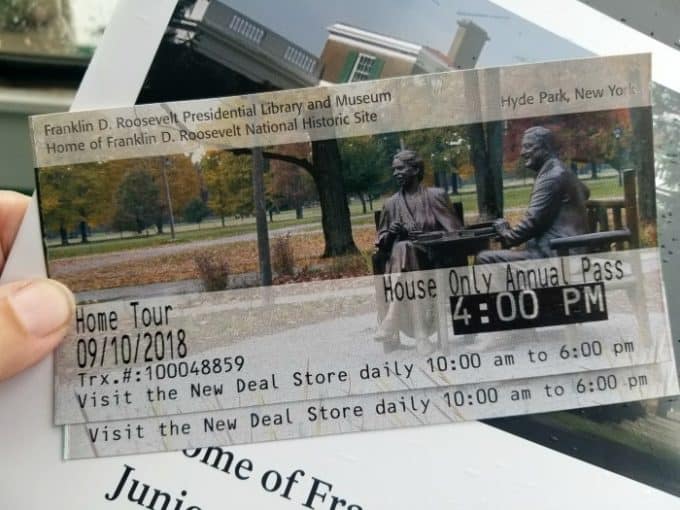 Franklin D. Roosevelt Presidential Library and Museum
Home of Franklin D. Roosevelt National Historic Site
Hyde Park, New York
House Only Annual Pass
4:00 PM
Home Tour
09/10/2018
Trx.#:100048859
Visit the New Deal Store daily 10:00 am to 6:00 pm
Visit the New Deal Store daily 10:00 am to 6:00 pm
of